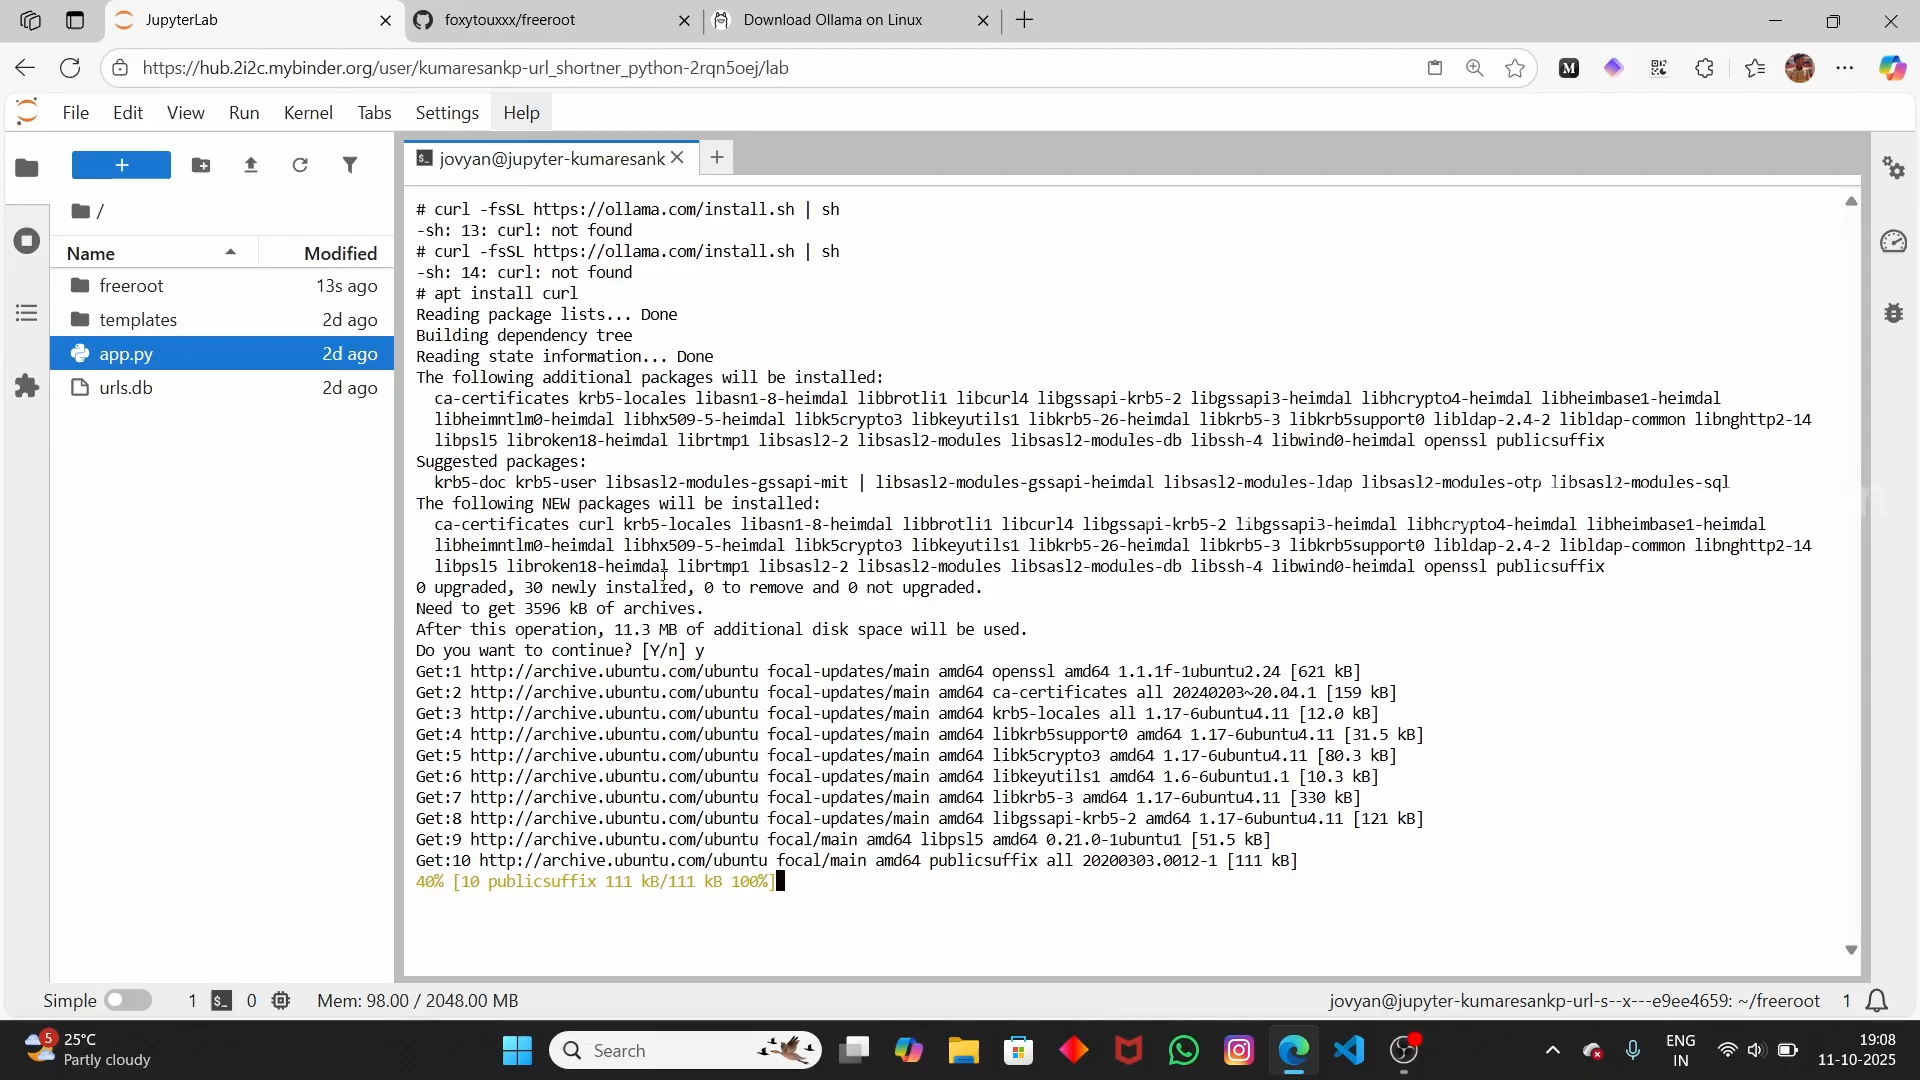 JupyterLab
foxytouxxx/freeroot
Download Ollama on Linux
https://hub.2i2c.mybinder.org/user/kumaresankp-url_shortner_python-2rqn5oej/lab
File Edit View Run Kernel Tabs Settings Help
jovyan@jupyter-kumaresank
/
Name Modified
freeroot 13s ago
templates 2d ago
app.py 2d ago
urls.db 2d ago
# curl -fsSL https://ollama.com/install.sh | sh
-sh: 13: curl: not found
# curl -fsSL https://ollama.com/install.sh | sh
-sh: 14: curl: not found
# apt install curl
Reading package lists... Done
Building dependency tree
Reading state information... Done
The following additional packages will be installed:
ca-certificates krb5-locales libasn1-8-heimdal libbrotli1 libcurl4 libgssapi-krb5-2 libgssapi3-heimdal libhcrypto4-heimdal libheimbase1-heimdal
libheimntlm0-heimdal libhx509-5-heimdal libk5crypto3 libkeyutils1 libkrb5-26-heimdal libkrb5-3 libkrb5support0 libldap-2.4-2 libldap-common libnghttp2-14
libpsl5 libroken18-heimdal librtmp1 libsasl2-2 libsasl2-modules libsasl2-modules-db libssh-4 libwind0-heimdal openssl publicsuffix
Suggested packages:
krb5-doc krb5-user libsasl2-modules-gssapi-mit | libsasl2-modules-gssapi-heimdal libsasl2-modules-ldap libsasl2-modules-otp libsasl2-modules-sql
The following NEW packages will be installed:
ca-certificates curl krb5-locales libasn1-8-heimdal libbrotli1 libcurl4 libgssapi-krb5-2 libgssapi3-heimdal libhcrypto4-heimdal libheimbase1-heimdal
libheimntlm0-heimdal libhx509-5-heimdal libk5crypto3 libkeyutils1 libkrb5-26-heimdal libkrb5-3 libkrb5support0 libldap-2.4-2 libldap-common libnghttp2-14
libpsl5 libroken18-heimdal librtmp1 libsasl2-2 libsasl2-modules libsasl2-modules-db libssh-4 libwind0-heimdal openssl publicsuffix
0 upgraded, 30 newly installed, 0 to remove and 0 not upgraded.
Need to get 3596 kB of archives.
After this operation, 11.3 MB of additional disk space will be used.
Do you want to continue? [Y/n] y
Get:1 http://archive.ubuntu.com/ubuntu focal-updates/main amd64 openssl amd64 1.1.1f-1ubuntu2.24 [621 kB]
Get:2 http://archive.ubuntu.com/ubuntu focal-updates/main amd64 ca-certificates all 20240203~20.04.1 [159 kB]
Get:3 http://archive.ubuntu.com/ubuntu focal-updates/main amd64 krb5-locales all 1.17-6ubuntu4.11 [12.0 kB]
Get:4 http://archive.ubuntu.com/ubuntu focal-updates/main amd64 libkrb5support0 amd64 1.17-6ubuntu4.11 [31.5 kB]
Get:5 http://archive.ubuntu.com/ubuntu focal-updates/main amd64 libk5crypto3 amd64 1.17-6ubuntu4.11 [80.3 kB]
Get:6 http://archive.ubuntu.com/ubuntu focal-updates/main amd64 libkeyutils1 amd64 1.6-6ubuntu1.1 [10.3 kB]
Get:7 http://archive.ubuntu.com/ubuntu focal-updates/main amd64 libkrb5-3 amd64 1.17-6ubuntu4.11 [330 kB]
Get:8 http://archive.ubuntu.com/ubuntu focal-updates/main amd64 libgssapi-krb5-2 amd64 1.17-6ubuntu4.11 [121 kB]
Get:9 http://archive.ubuntu.com/ubuntu focal/main amd64 libpsl5 amd64 0.21.0-1ubuntu1 [51.5 kB]
Get:10 http://archive.ubuntu.com/ubuntu focal/main amd64 publicsuffix all 20200303.0012-1 [111 kB]
40% [10 publicsuffix 111 kB/111 kB 100%]
Simple 1 0 Mem: 98.00 / 2048.00 MB jovyan@jupyter-kumaresankp-url-s--x---e9ee4659: ~/freeroot 1
5 25°C
Partly cloudy
Search
ENG
IN
19:08
11-10-2025